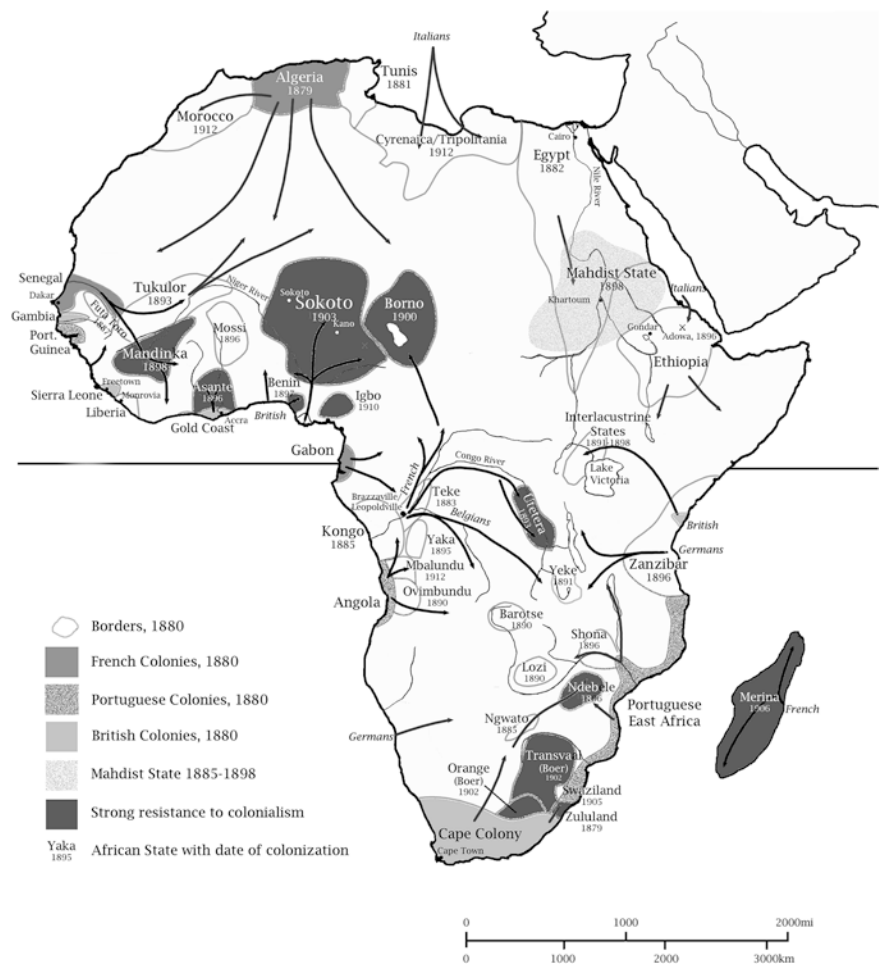 Italians
Algeria
1879
Tunis
1881
Morocco
1912
Cyrenaica/Tripolitania
1912
Cairo
Egypt
1882
Nile River
Mahdist State
1898
Khartoum
Italians
Senegal
Dakar
Gambia
Port.
Guinea
Futa Toro
1887
Tukulor
1893
Niger River
Sokoto
Sokoto
1903
Kano
Borno
1900
Gondar
Adowa, 1896
Ethiopia
Mossi
1896
Mandinka
1898
Asante
1896
Benin
1897
Igbo
1910
Freetown
Sierra Leone
Monrovia
Liberia
Accra
Gold Coast
British
Interlacustrine
States
1891-1898
Lake
Victoria
Gabon
French
Congo River
Brazzaville/
Leopoldville
Teke
1883
Belgians
Utetera
1893
British
Germans
Kongo
1885
Yaka
1895
Mbalundu
1912
Yeke
1891
Zanzibar
1896
Angola
Ovimbundu
1890
Barotse
1890
Shona
1896
Lozi
1890
Ndebele
Portuguese
East Africa
Merina
1906
French
Germans
Ngwato
1885
Transvaal
(Boer)
1902
Orange
(Boer)
1902
Swaziland
1905
Zululand
1879
Cape Colony
Cape Town
Borders, 1880
French Colonies, 1880
Portuguese Colonies, 1880
British Colonies, 1880
Mahdist State 1885-1898
Strong resistance to colonialism
Yaka
1895
African State with date of colonization
0 1000 2000mi
0 1000 2000 3000km